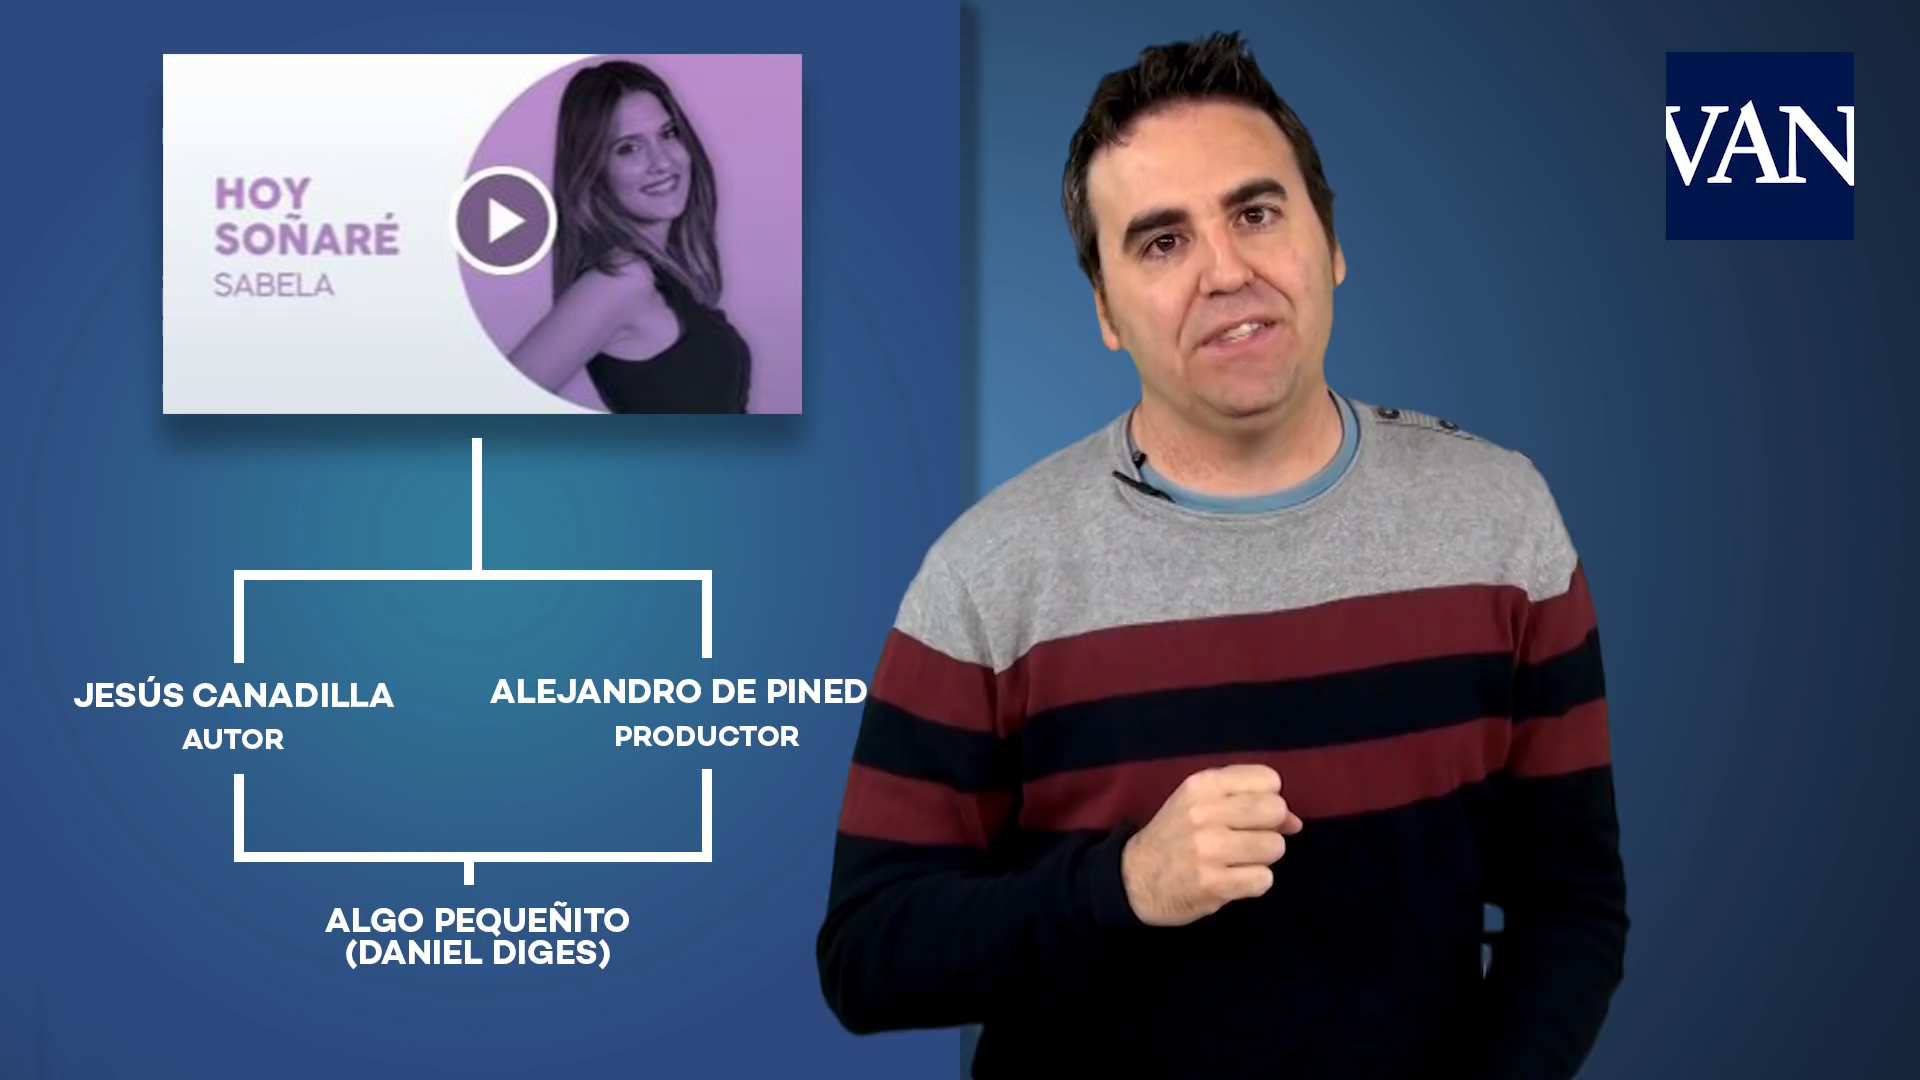 HOY
SOÑARÉ
SABELA
VAN
JESÚS CANADILLA
AUTOR
ALEJANDRO DE PINED
PRODUCTOR
ALGO PEQUEÑITO
(DANIEL DIGES)